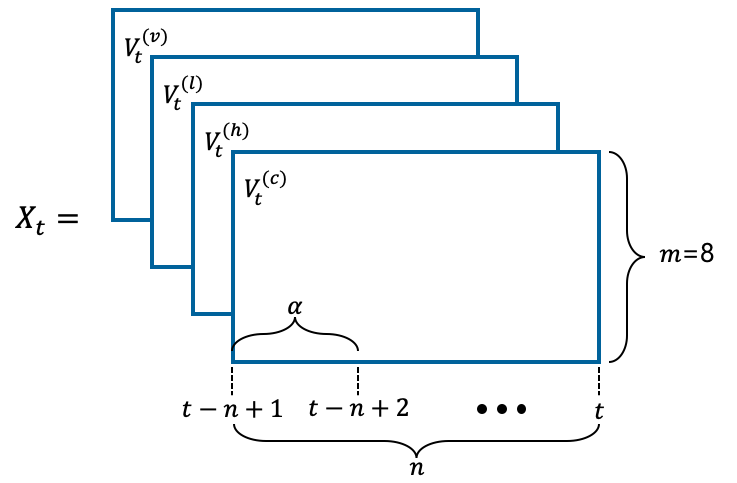 V_t^(v)
V_t^(l)
V_t^(h)
V_t^(c)
X_t =
m=8
α
t − n + 1 t − n + 2 ••• t
n